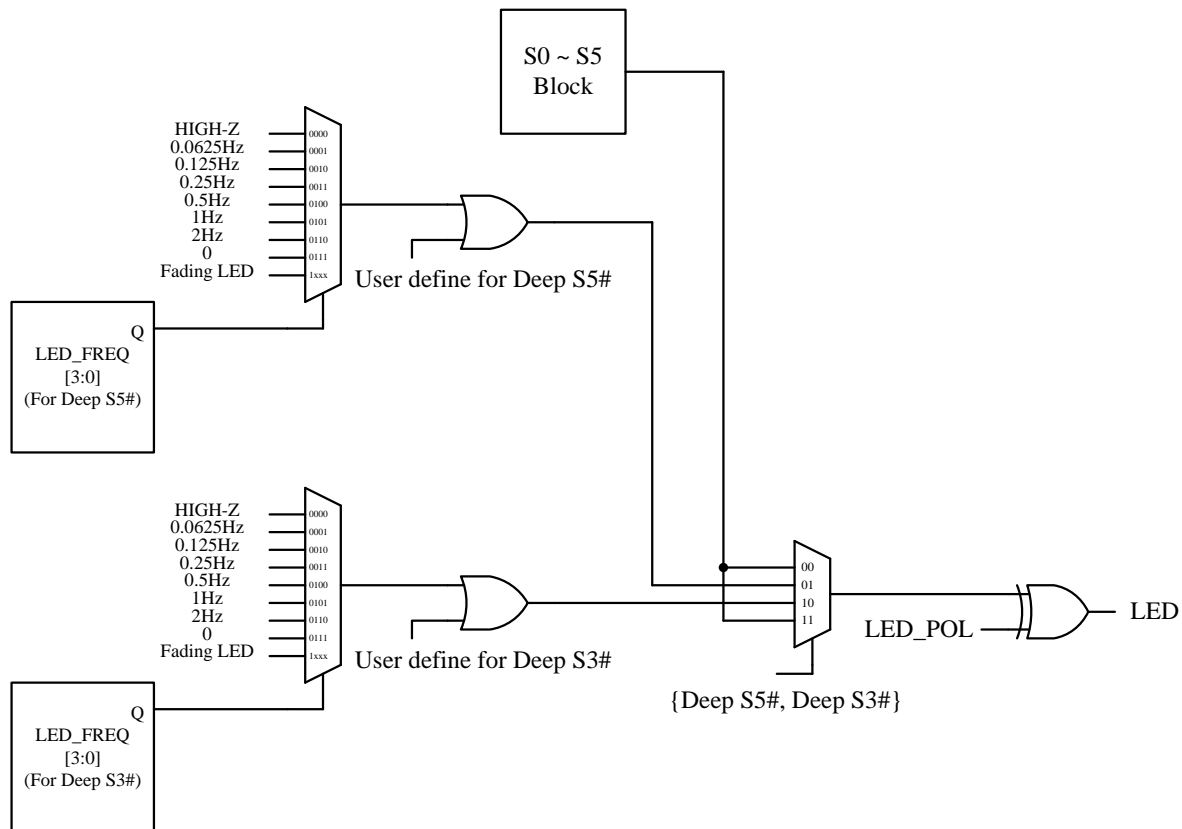 S0 ~ S5
Block
HIGH-Z
0.0625Hz
0.125Hz
0.25Hz
0.5Hz
1Hz
2Hz
0
Fading LED
0000
0001
0010
0011
0100
0101
0110
0111
1xxx
User define for Deep S5#
Q
LED_FREQ
[3:0]
(For Deep S5#)
HIGH-Z
0.0625Hz
0.125Hz
0.25Hz
0.5Hz
1Hz
2Hz
0
Fading LED
0000
0001
0010
0011
0100
0101
0110
0111
1xxx
User define for Deep S3#
Q
LED_FREQ
[3:0]
(For Deep S3#)
00
01
10
11
{Deep S5#, Deep S3#}
LED_POL
LED